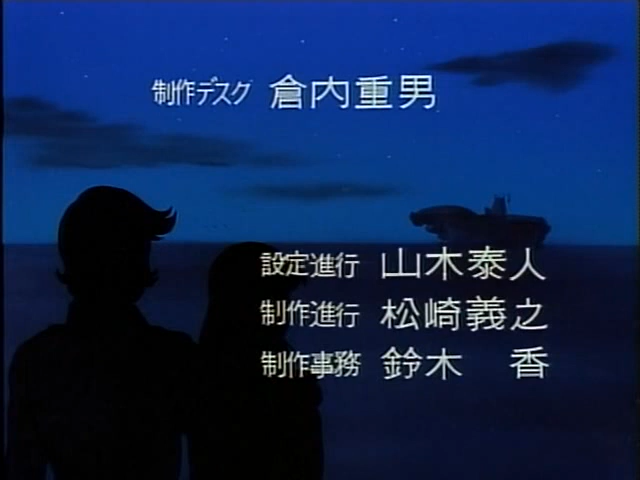 制作デスク 倉内重男
設定進行 山木泰人
制作進行 松崎義之
制作事務 鈴木 香